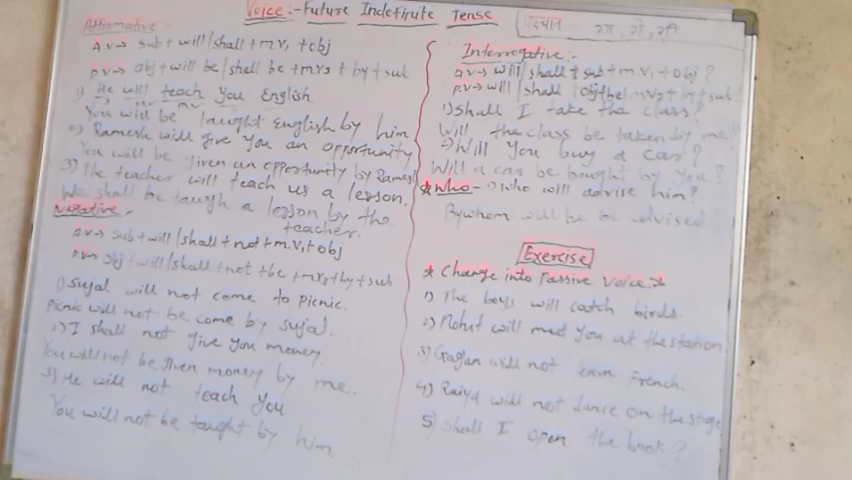 Voice :- Future Indefinite Tense
Affirmative :-
A.V→ Sub + will/shall + m.v₁ + obj
P.V→ Obj + will be/shall be + m.v₃ + by + sub
1) He will teach you English.
You will be taught English by him
2) Ramesh will give you an opportunity
You will be given an opportunity by Ramesh
3) The teacher will teach us a lesson.
We shall be taugh a lesson by the
teacher.
Negative :-
A.V→ Sub + will/shall + not + m.v₁ + obj
P.V→ Obj + will/shall + not + be + m.v₃ + by + sub
1) Sujal will not come to picnic.
Picnic will not be come by Sujal.
2) I shall not give you money.
You will not be given money by me.
3) He will not teach you
You will not be taught by him
Interrogative :-
A.V→ will/shall + sub + m.v₁ + obj?
P.V→ will/shall + obj + be + m.v₃ + by + sub?
1) Shall I take the class?
Will the class be taken by me?
2) Will you buy a car?
Will a car be bought by you?
★ Who - 1) Who will advise him?
By whom will he be advised?
Exercise
★ Change into Passive Voice ★
1) The boys will catch birds.
2) Mohit will meet you at the station.
3) Gagan will not learn French.
4) will not dance on the stage
5) Shall I open the book?